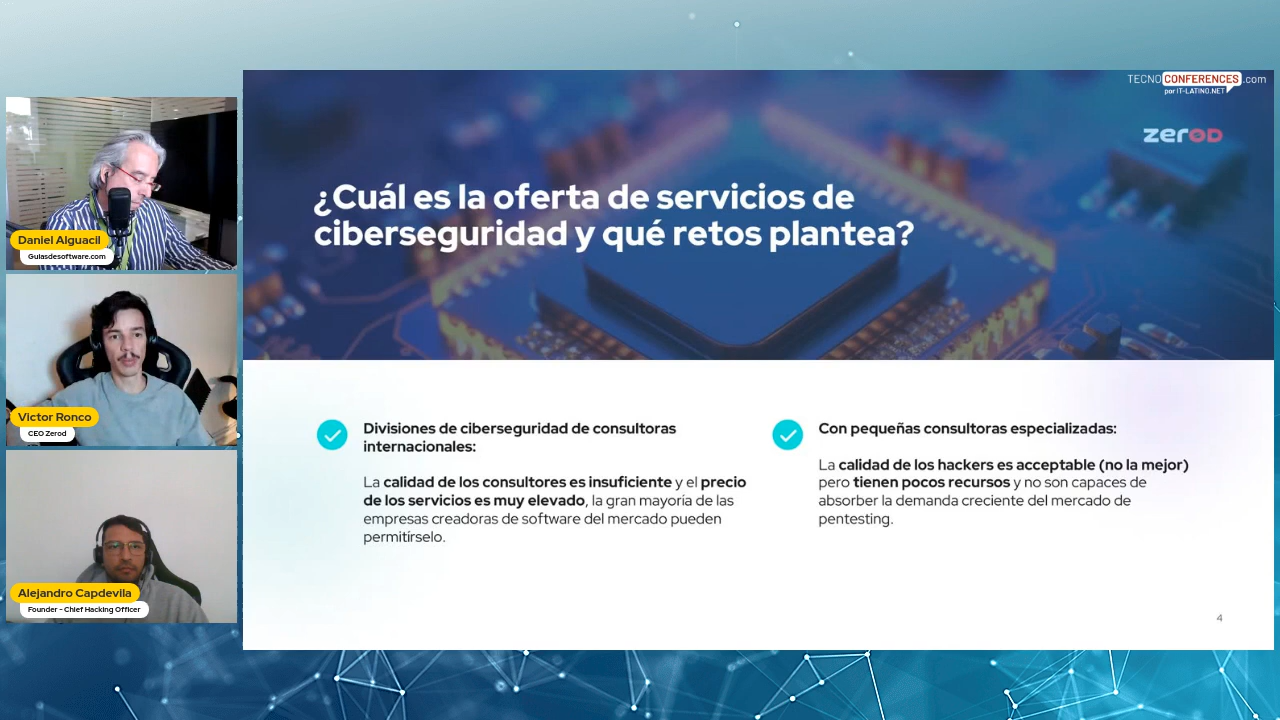 TECNOCONFERENCES.com
por IT-LATINO.NET
zerOD
¿Cuál es la oferta de servicios de
ciberseguridad y qué retos plantea?
Daniel Alguacil
Guiasdesoftware.com
Victor Ronco
CEO Zerod
Alejandro Capdevila
Founder - Chief Hacking Officer
Divisiones de ciberseguridad de consultoras
internacionales:
La calidad de los consultores es insuficiente y el precio
de los servicios es muy elevado, la gran mayoría de las
empresas creadoras de software del mercado pueden
permitírselo.
Con pequeñas consultoras especializadas:
La calidad de los hackers es acceptable (no la mejor)
pero tienen pocos recursos y no son capaces de
absorber la demanda creciente del mercado de
pentesting.
4